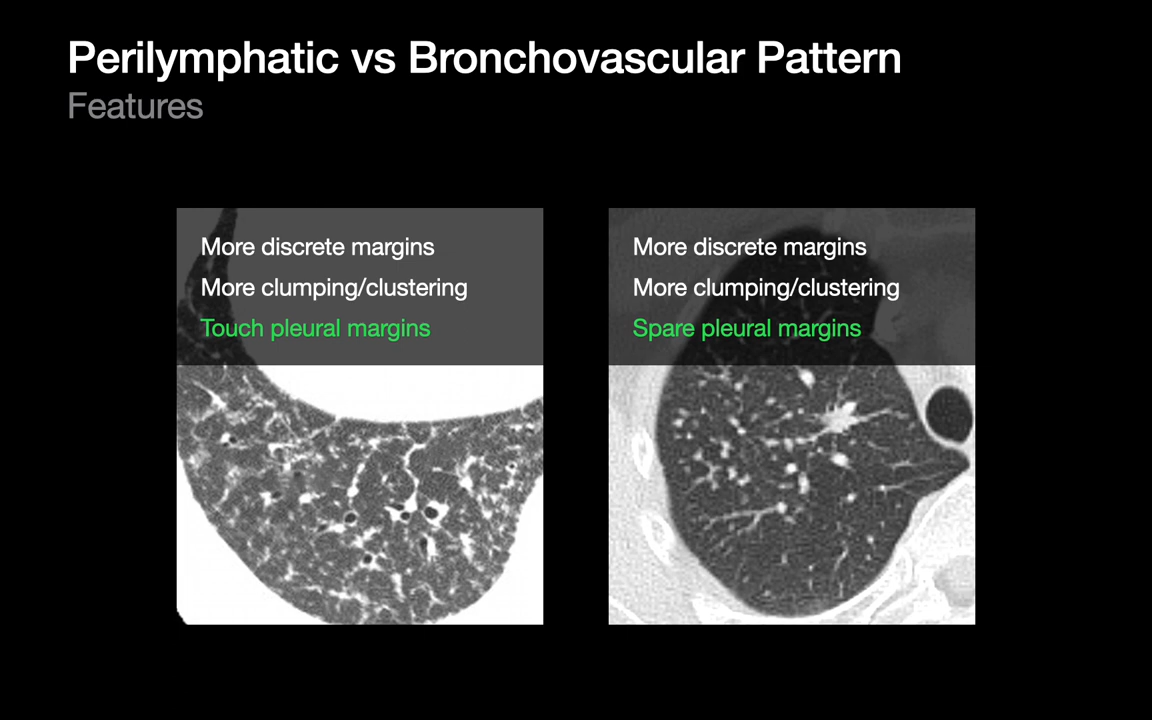 Perilymphatic vs Bronchovascular Pattern
Features
More discrete margins
More clumping/clustering
Touch pleural margins
More discrete margins
More clumping/clustering
Spare pleural margins